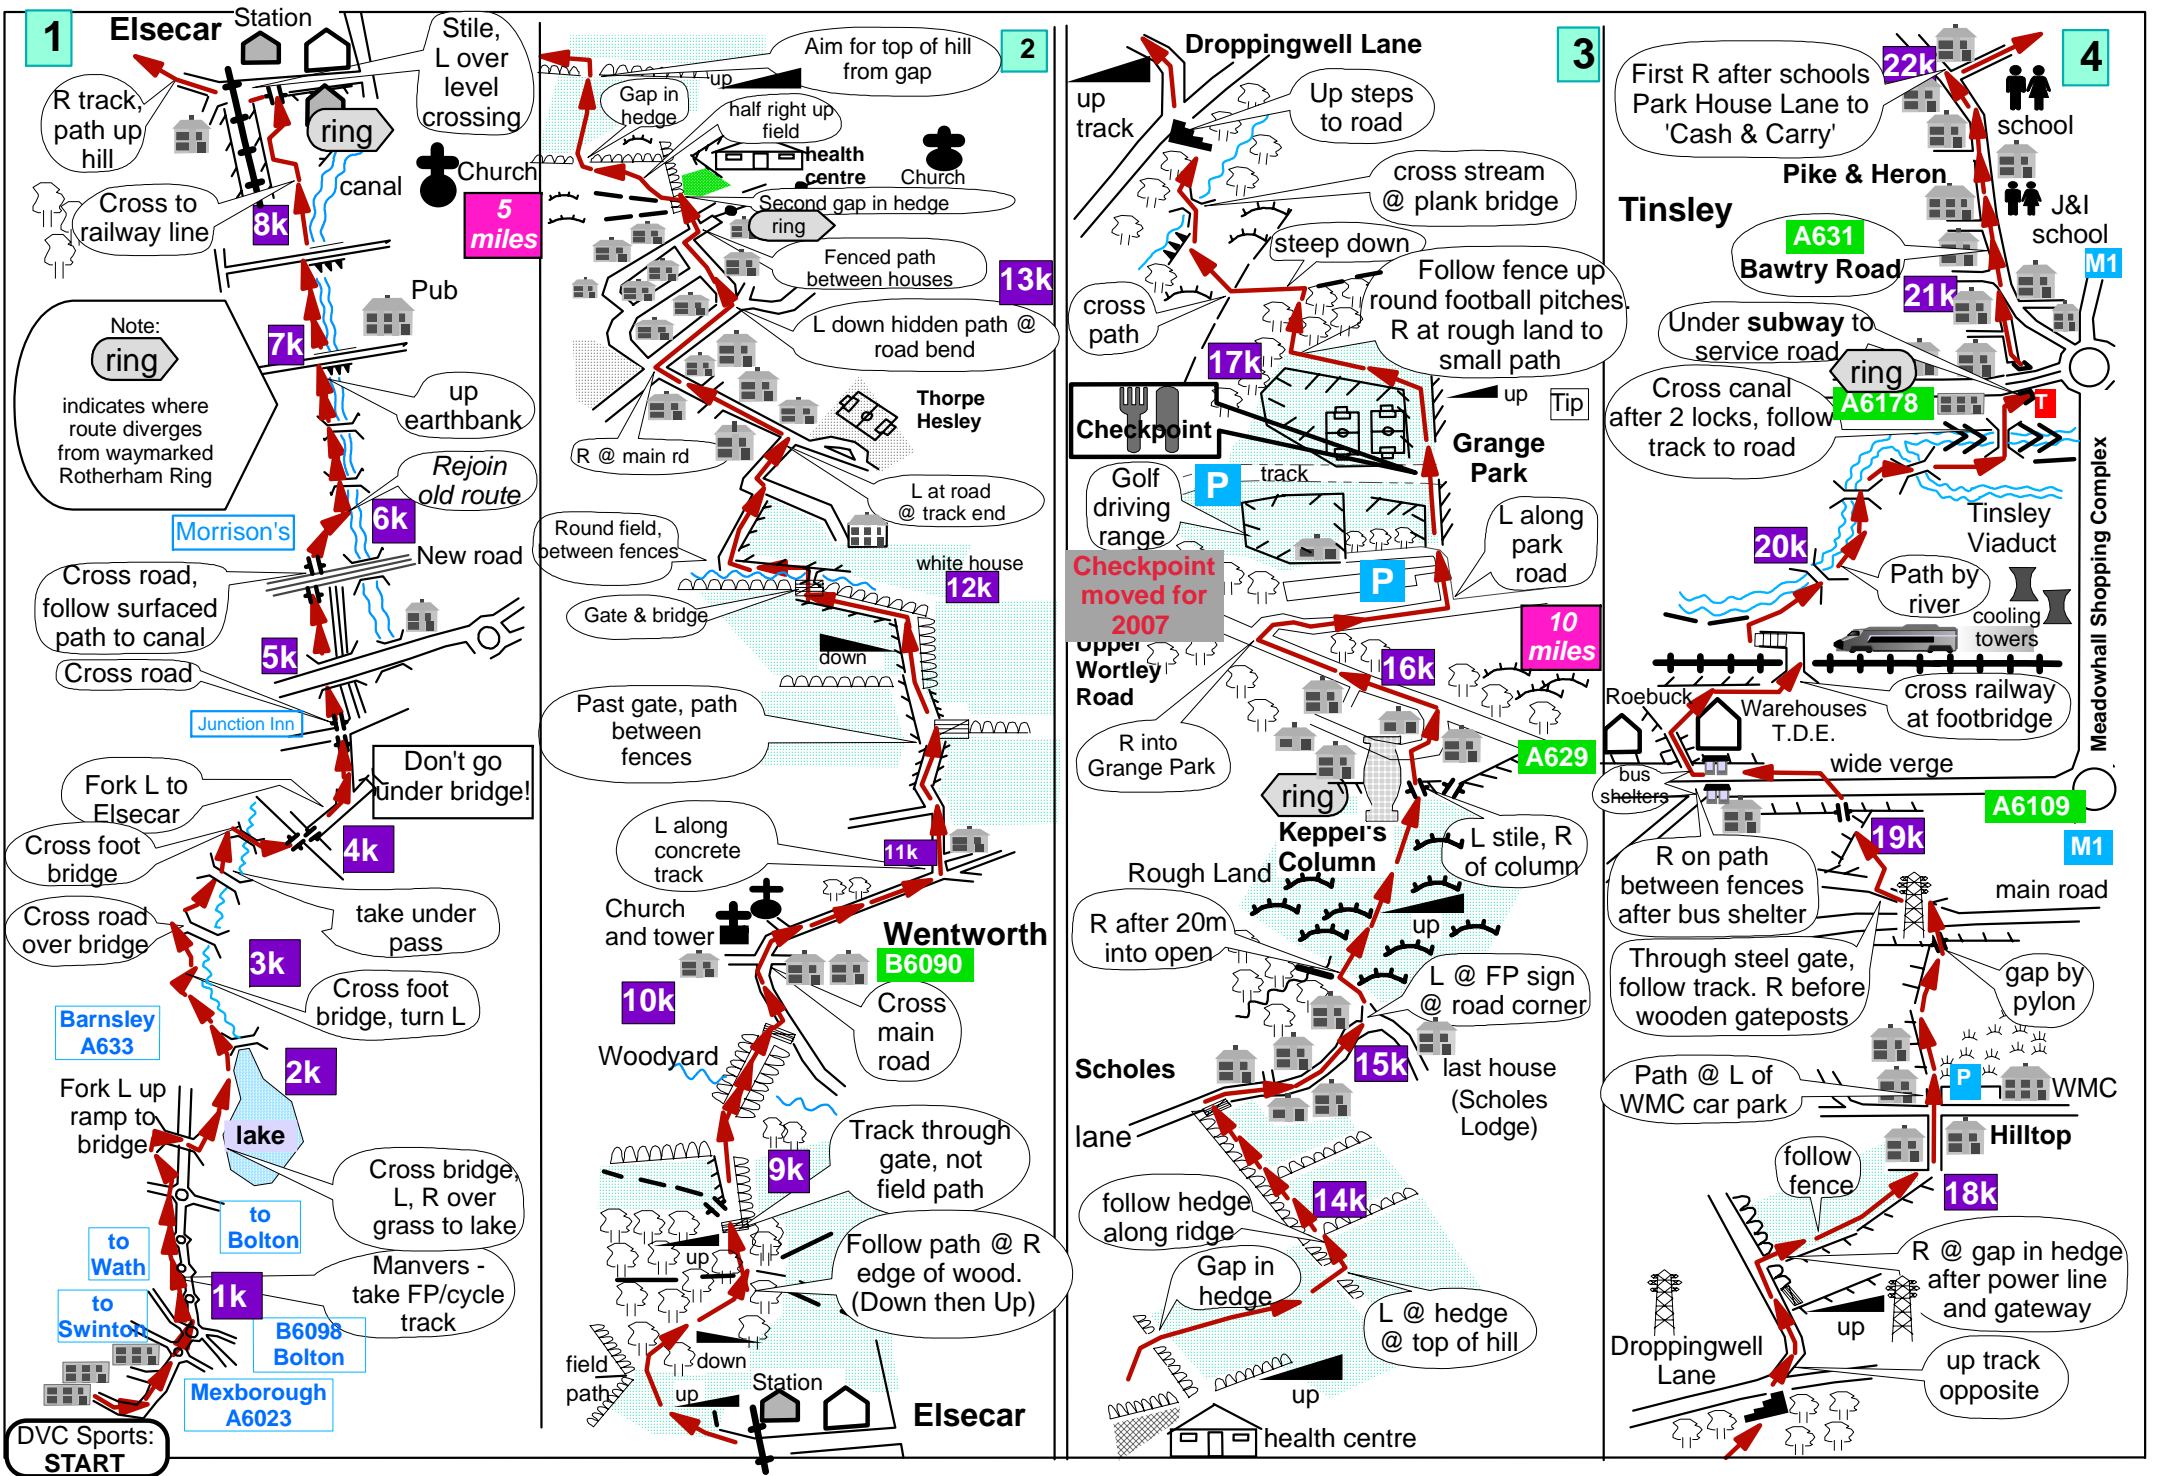 1
Elsecar
Station
Stile,
L over
level
crossing
R track,
path up
hill
ring
canal
Church
Cross to
railway line
8k
5
miles
Pub
Note:
ring
indicates where
route diverges
from waymarked
Rotherham Ring
7k
up
earthbank
Rejoin
old route
6k
Morrison's
New road
Cross road,
follow surfaced
path to canal
5k
Cross road
Junction Inn
Don't go
under bridge!
Fork L to
Elsecar
4k
Cross foot
bridge
take under
pass
Cross road
over bridge
3k
Cross foot
bridge, turn L
Barnsley
A633
2k
Fork L up
ramp to
bridge
lake
Cross bridge,
L, R over
grass to lake
to
Bolton
to
Wath
Manvers -
take FP/cycle
track
1k
to
Swinton
B6098
Bolton
Mexborough
A6023
DVC Sports:
START
2
Aim for top of hill
from gap
up
Gap in
hedge
half right up
field
health
centre
Church
Second gap in hedge
ring
Fenced path
between houses
13k
L down hidden path @
road bend
Thorpe
Hesley
R @ main rd
L at road
@ track end
Round field,
between fences
white house
12k
Gate & bridge
down
Past gate, path
between
fences
L along
concrete
track
11k
Church
and tower
Wentworth
B6090
10k
Cross
main
road
Woodyard
Track through
gate, not
field path
9k
up
Follow path @ R
edge of wood.
(Down then Up)
down
field
path
up
Station
Elsecar
3
Droppingwell Lane
up
track
Up steps
to road
cross stream
@ plank bridge
steep down
Follow fence up
round football pitches.
R at rough land to
small path
cross
path
17k
up
Tip
Checkpoint
Grange
Park
track
P
Golf
driving
range
L along
park
road
Checkpoint
moved for
2007
P
Upper
Wortley
Road
10
miles
16k
R into
Grange Park
A629
ring
Keppel's
Column
L stile, R
of column
Rough Land
R after 20m
into open
up
L @ FP sign
@ road corner
15k
Scholes
last house
(Scholes
Lodge)
lane
follow hedge
along ridge
14k
Gap in
hedge
L @ hedge
@ top of hill
up
health centre
4
22k
First R after schools
Park House Lane to
'Cash & Carry'
school
Pike & Heron
Tinsley
J&I
school
A631
Bawtry Road
M1
21k
Under subway to
service road
ring
A6178
T
Cross canal
after 2 locks, follow
track to road
Meadowhall Shopping Complex
Tinsley
Viaduct
20k
Path by
river
cooling
towers
Roebuck
Warehouses
T.D.E.
cross railway
at footbridge
wide verge
bus
shelters
A6109
19k
M1
R on path
between fences
after bus shelter
main road
Through steel gate,
follow track. R before
wooden gateposts
gap by
pylon
Path @ L of
WMC car park
P
WMC
Hilltop
follow
fence
18k
R @ gap in hedge
after power line
and gateway
up
Droppingwell
Lane
up track
opposite